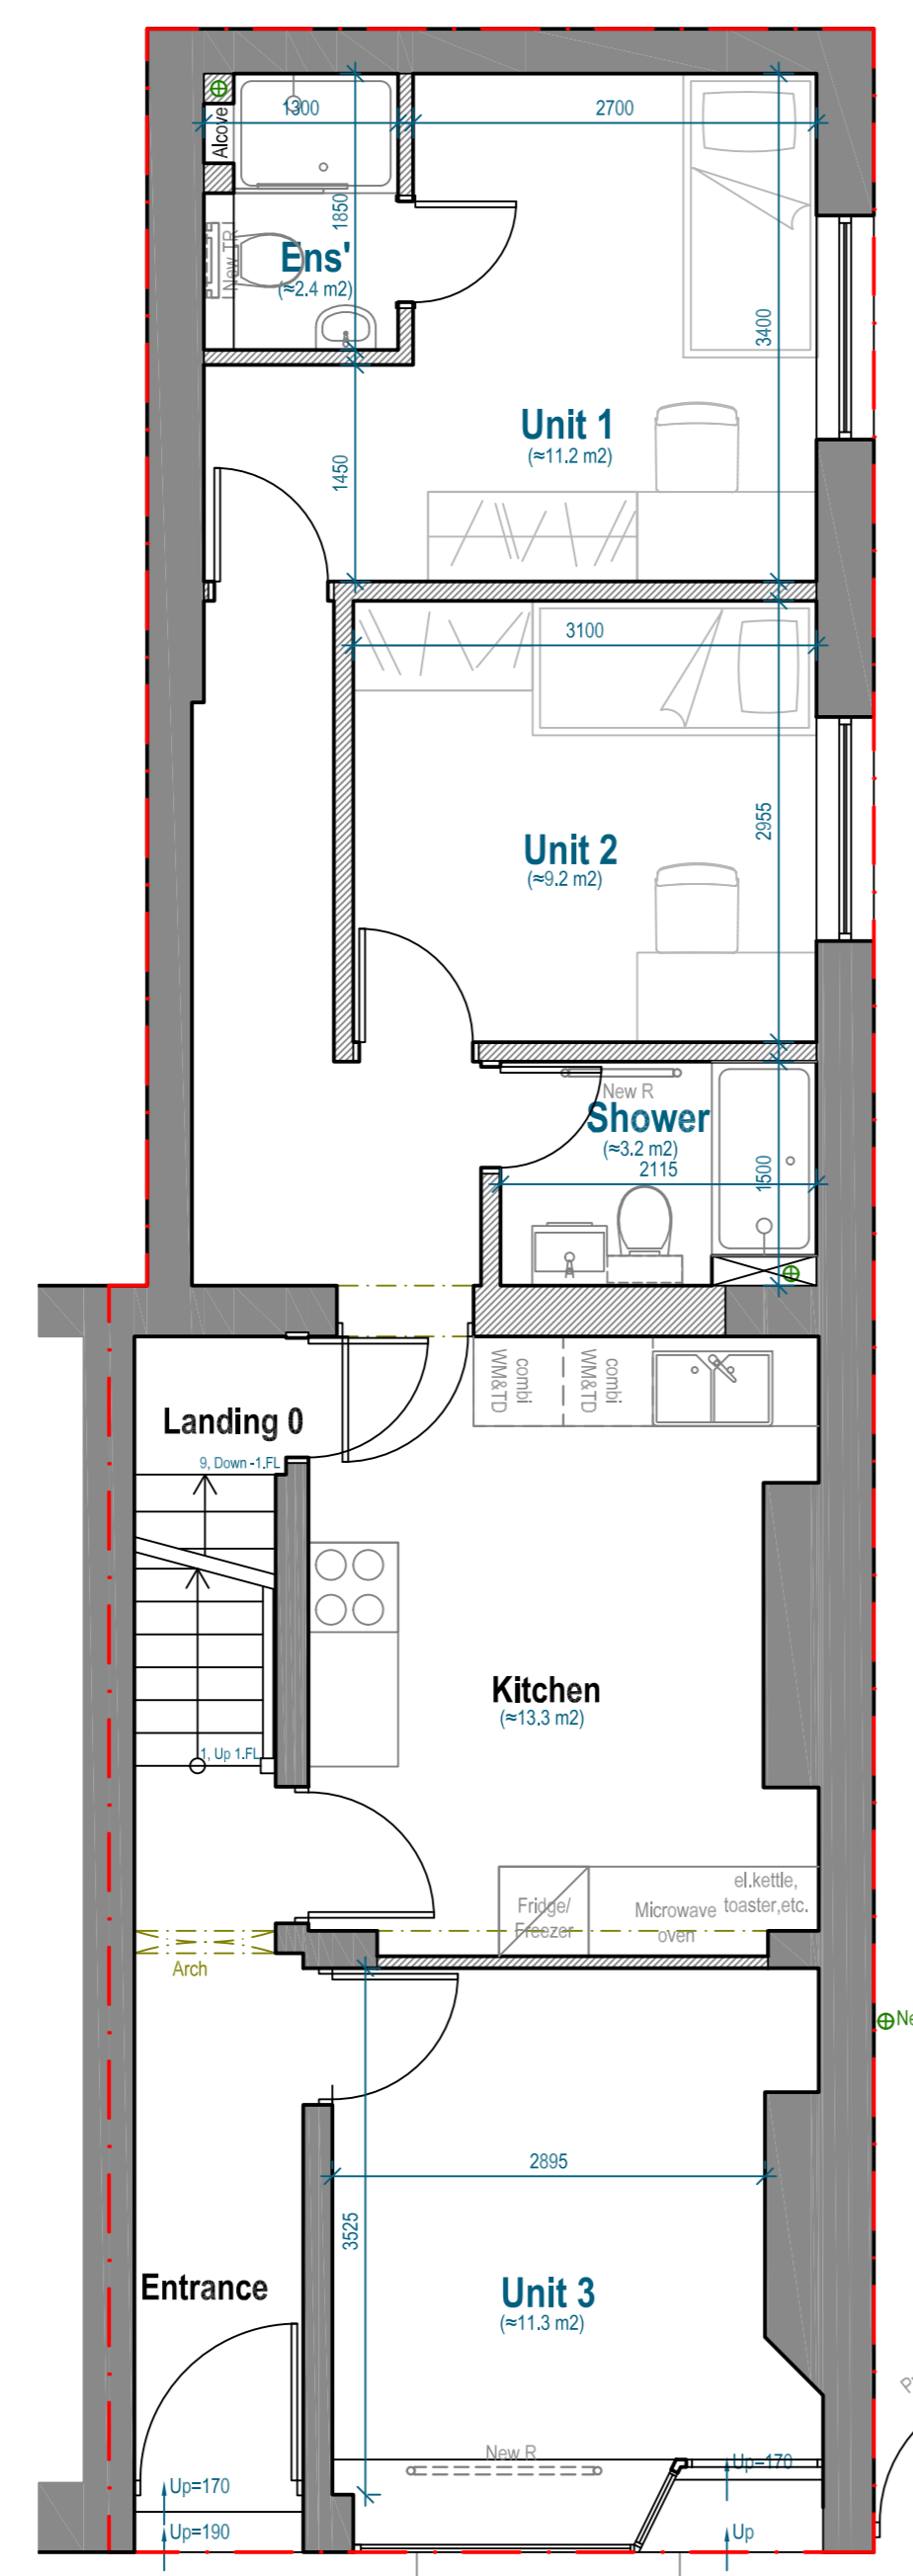 Alcove
1300
2700
1850
New TR
Ens'
(≈2.4 m2)
3400
Unit 1
(≈11.2 m2)
1450
3100
2955
Unit 2
(≈9.2 m2)
New R
Shower
(≈3.2 m2)
2115
1500
combi
WM&TD
combi
WM&TD
Landing 0
9, Down -1.FL
Kitchen
(≈13.3 m2)
1, Up 1.FL
el.kettle,
toaster,etc.
Microwave
oven
Fridge/
Freezer
Arch
Ne
2895
3525
Entrance
Unit 3
(≈11.3 m2)
New R
Up=170
Up=170
Up=190
Up